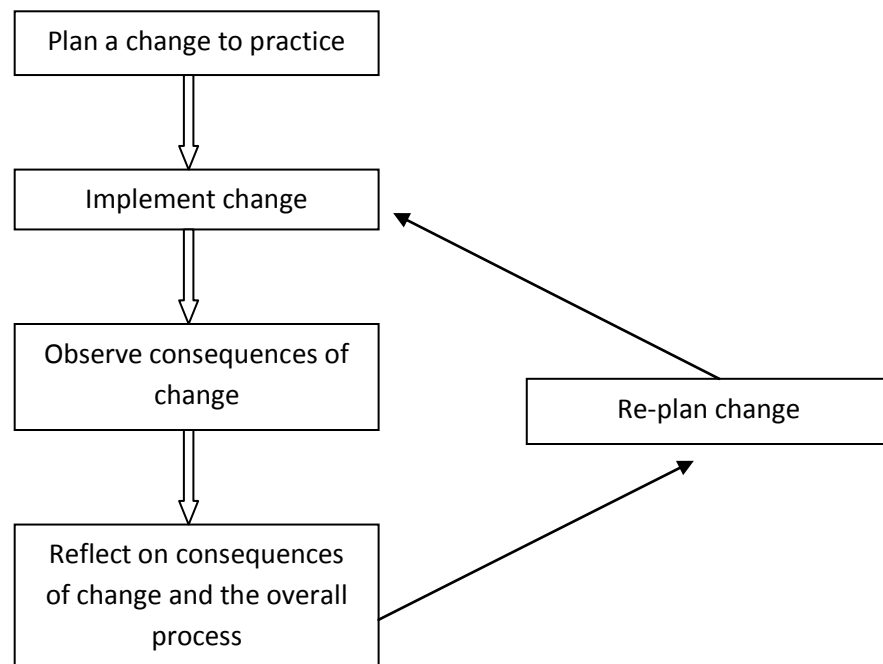 Plan a change to practice
Implement change
Observe consequences of
change
Re-plan change
Reflect on consequences
of change and the overall
process